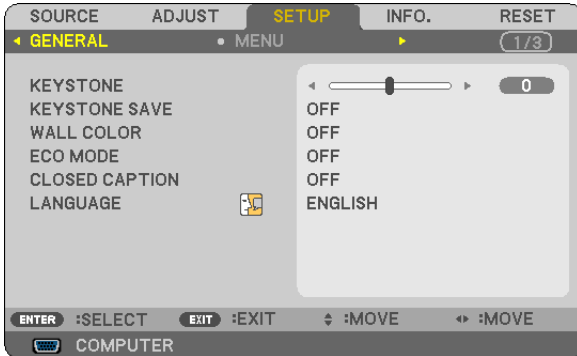 SOURCE ADJUST SETUP INFO. RESET
GENERAL MENU 1/3
KEYSTONE 0
KEYSTONE SAVE OFF
WALL COLOR OFF
ECO MODE OFF
CLOSED CAPTION OFF
LANGUAGE ENGLISH
ENTER :SELECT EXIT :EXIT :MOVE :MOVE
COMPUTER